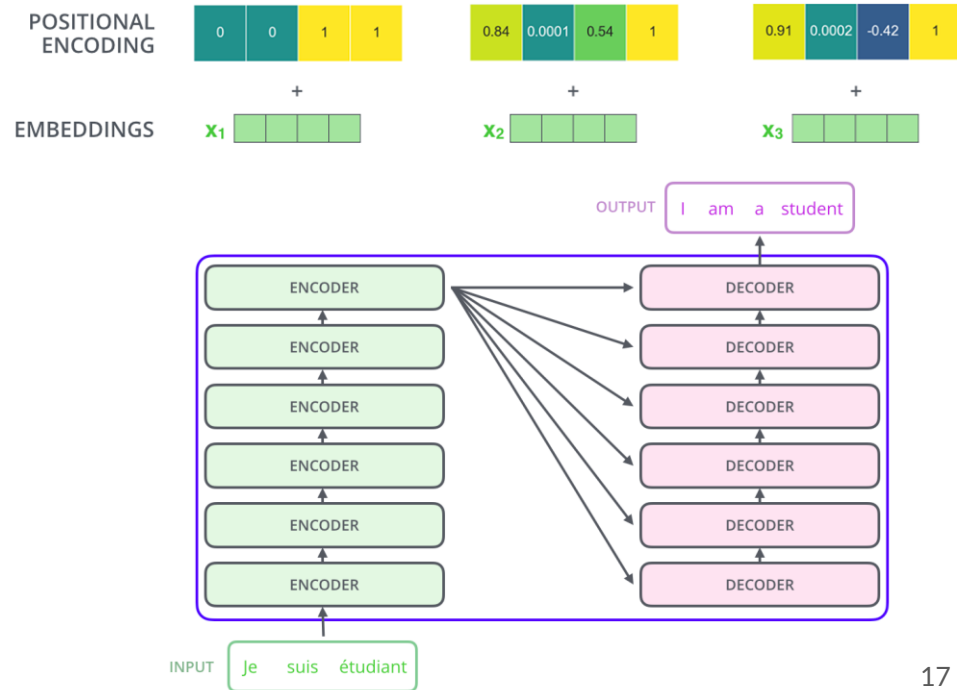 POSITIONAL ENCODING
0 0 1 1
0.84 0.0001 0.54 1
0.91 0.0002 -0.42 1
+ + +
EMBEDDINGS
x₁ x₂ x₃
OUTPUT I am a student
ENCODER DECODER
ENCODER DECODER
ENCODER DECODER
ENCODER DECODER
ENCODER DECODER
ENCODER DECODER
INPUT Je suis étudiant
17